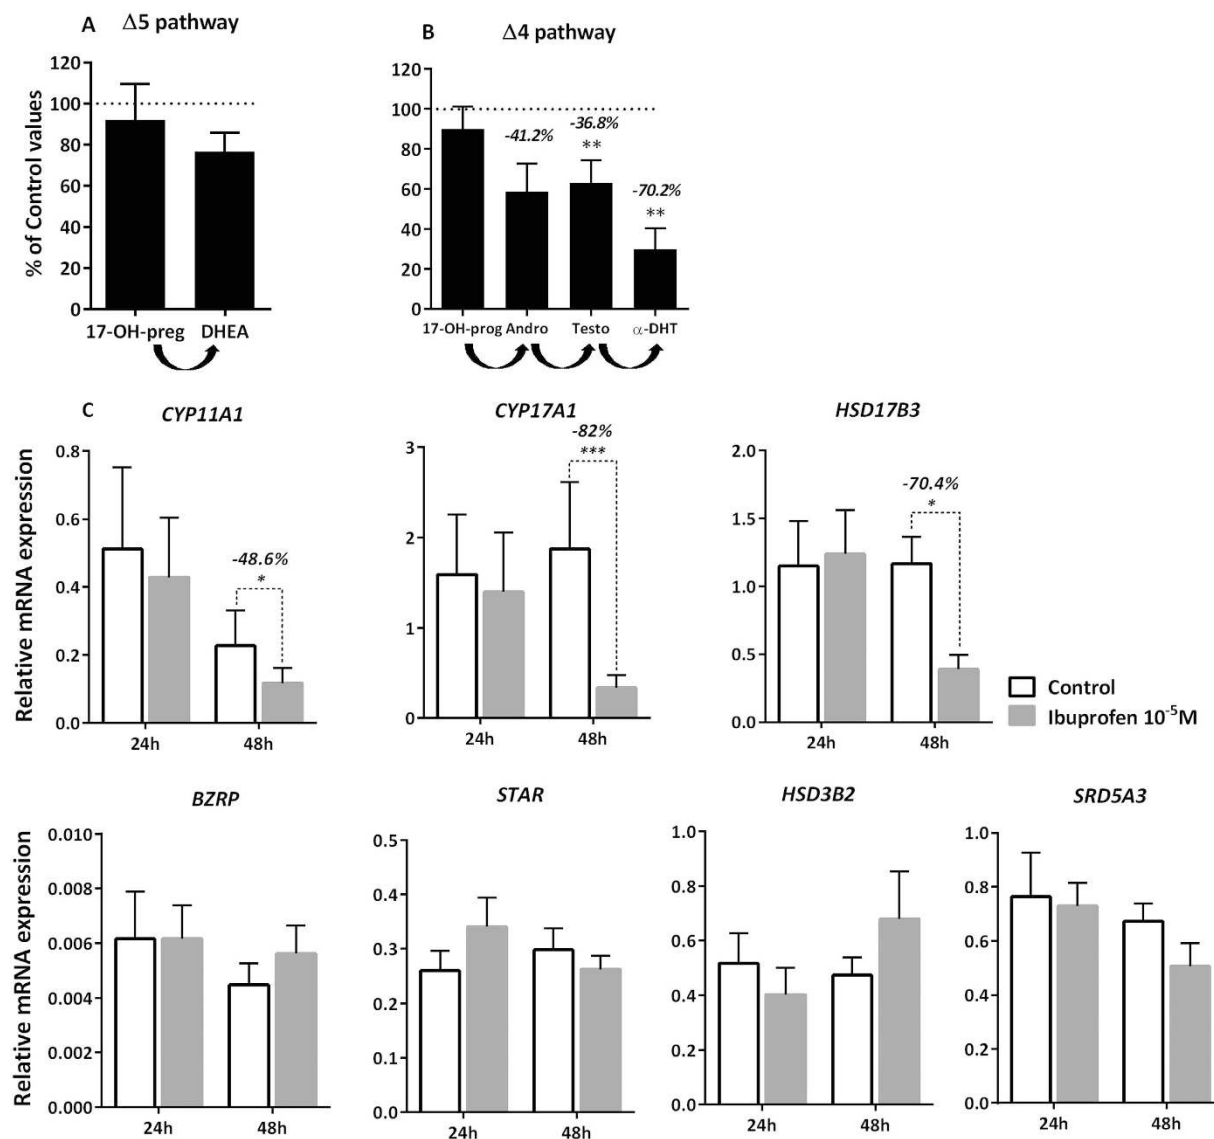 A Δ5 pathway
% of Control values
120
100
80
60
40
20
0
17-OH-preg DHEA
B Δ4 pathway
120
100
80
60
40
20
0
-41.2%
-36.8%
**
-70.2%
**
17-OH-prog Andro Testo α-DHT
C CYP11A1
Relative mRNA expression
0.8
0.6
0.4
0.2
0.0
-48.6%
*
24h 48h
CYP17A1
3
2
1
0
-82%
***
24h 48h
HSD17B3
2.0
1.5
1.0
0.5
0.0
-70.4%
*
24h 48h
Control
Ibuprofen 10⁻⁵M
BZRP
Relative mRNA expression
0.010
0.008
0.006
0.004
0.002
0.000
24h 48h
STAR
0.5
0.4
0.3
0.2
0.1
0.0
24h 48h
HSD3B2
1.0
0.8
0.6
0.4
0.2
0.0
24h 48h
SRD5A3
1.0
0.8
0.6
0.4
0.2
0.0
24h 48h